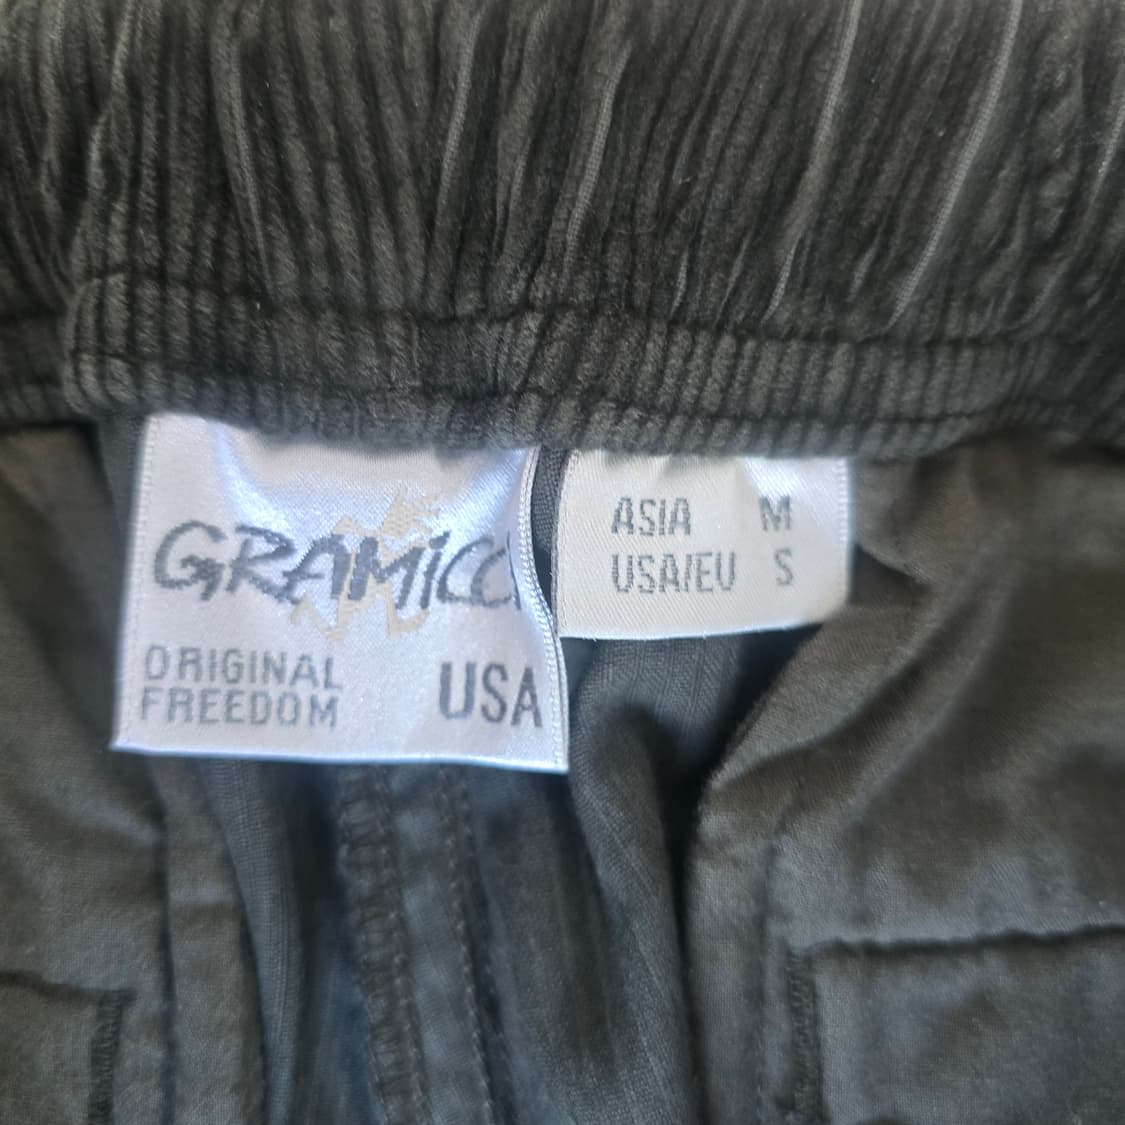 GRAMICCI
ORIGINAL
FREEDOM
USA
ASIA M
USA/EU S